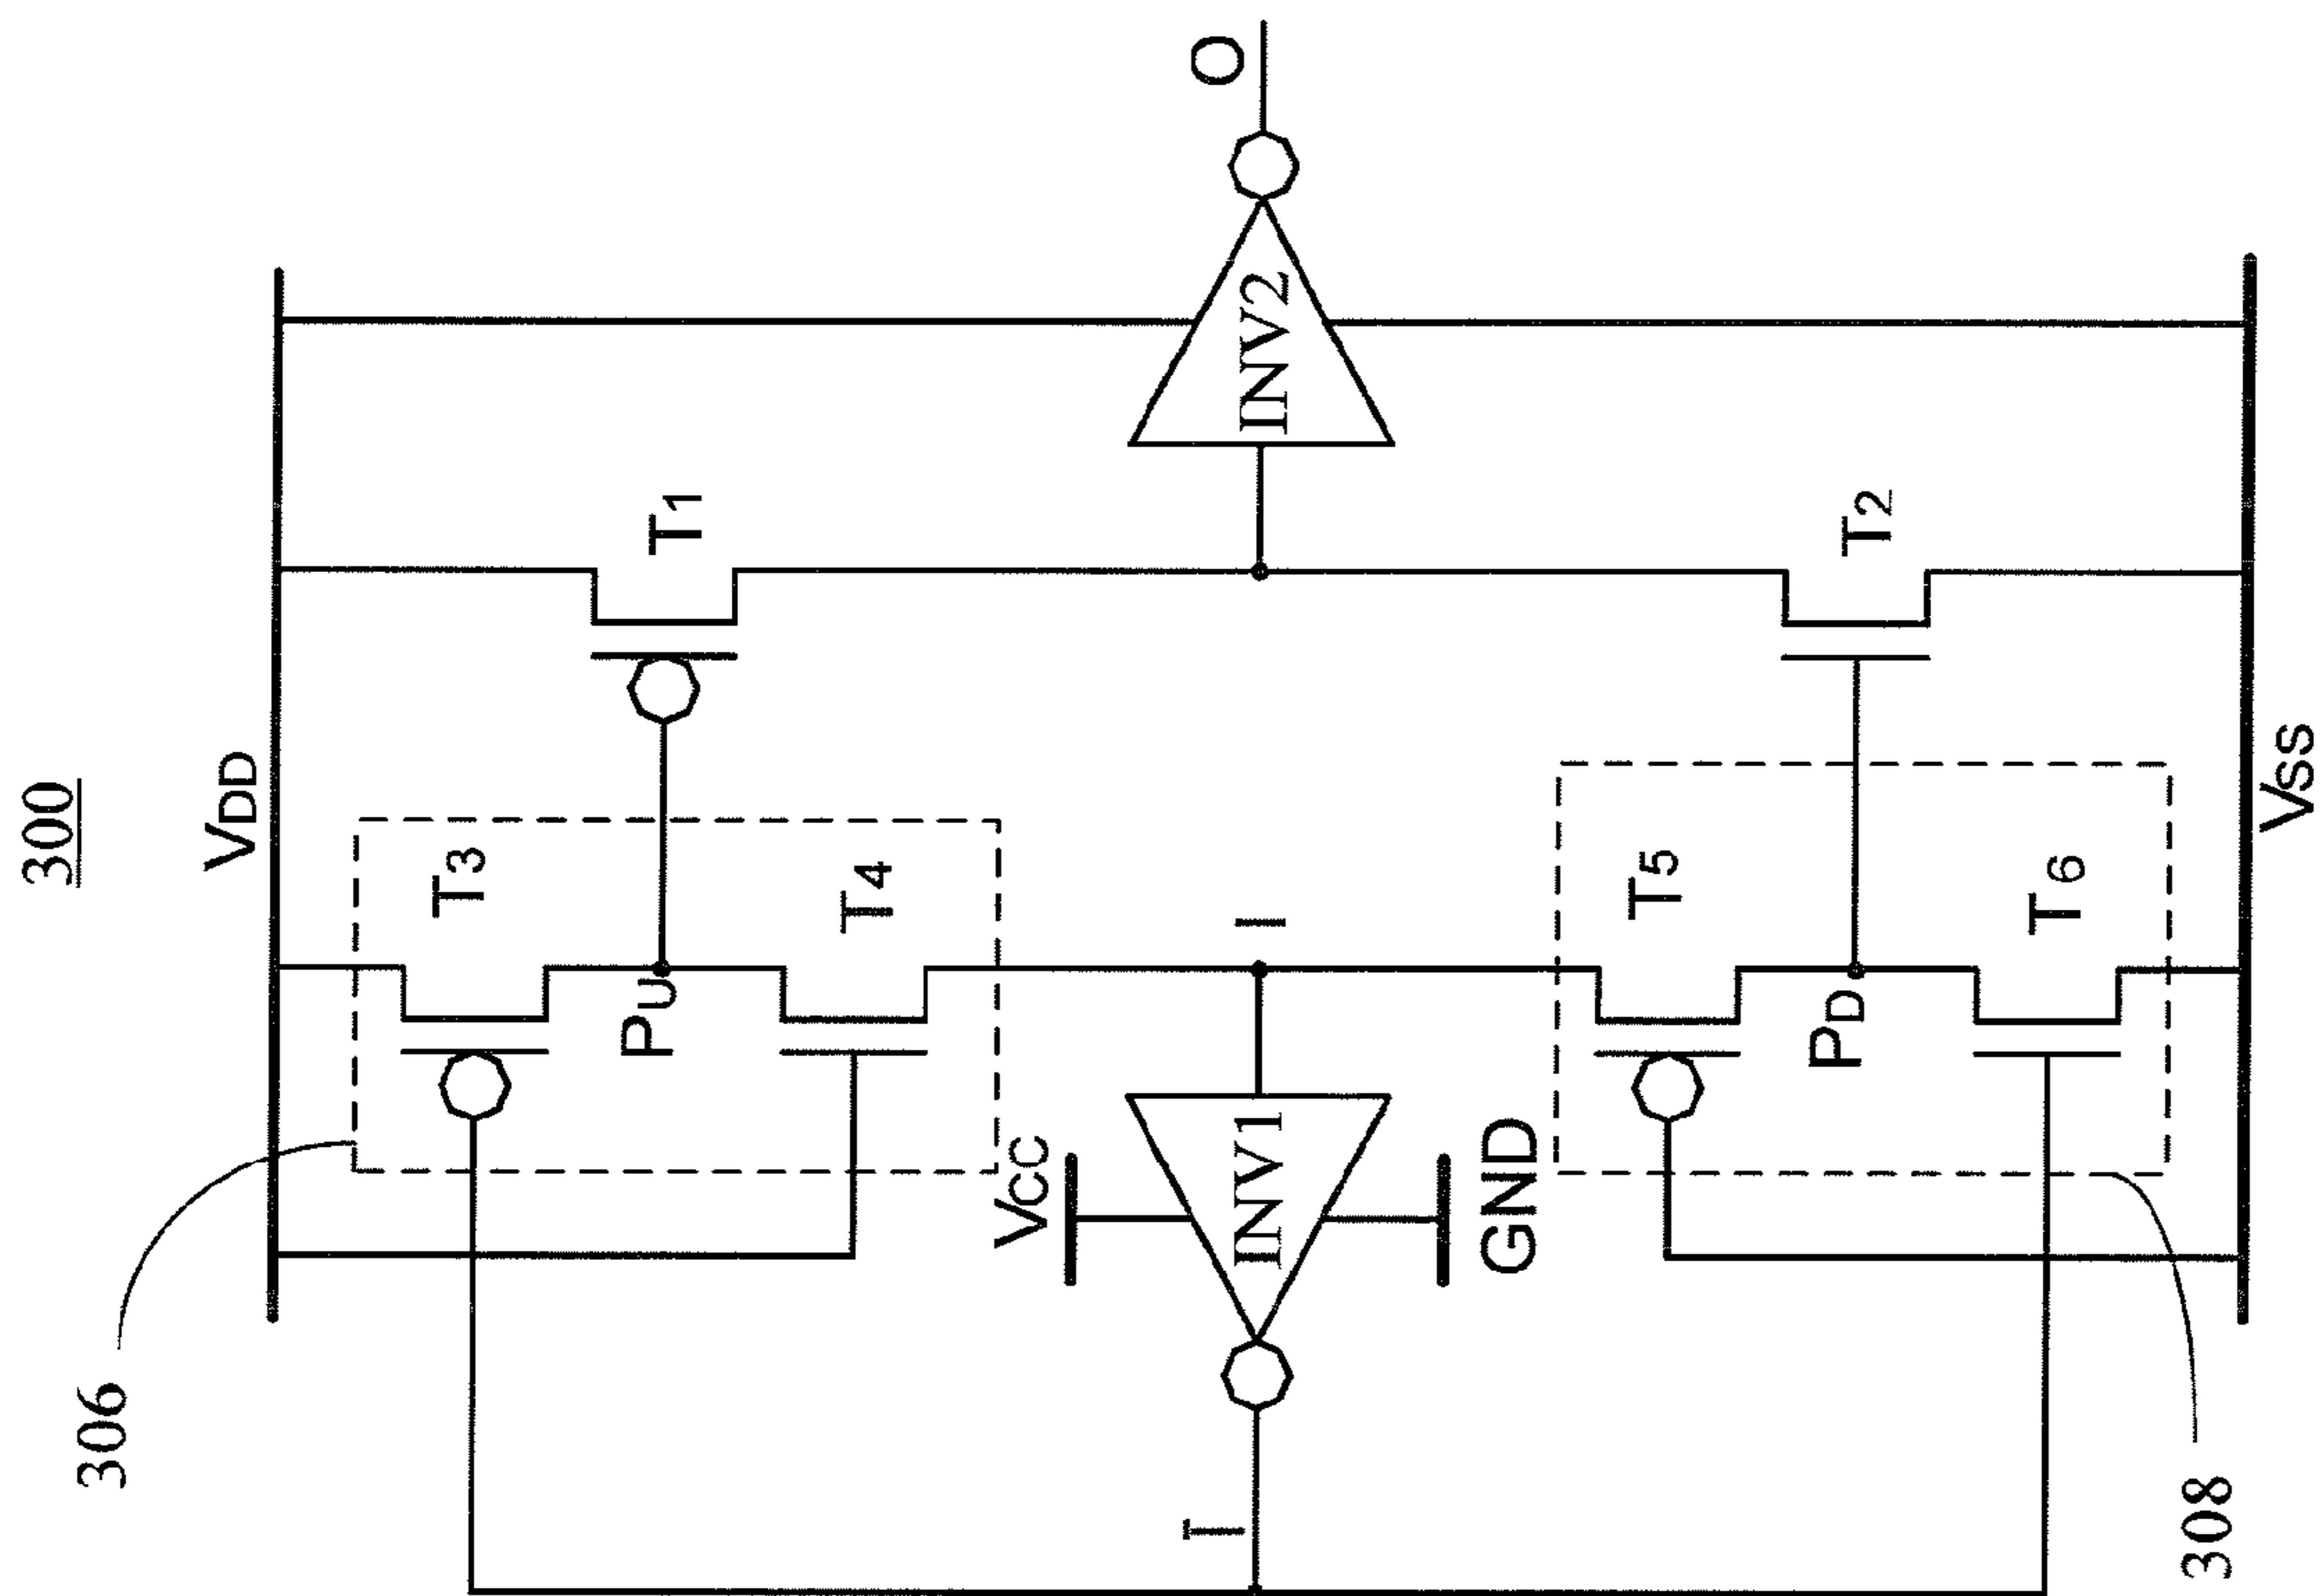 300
VDD
306
T3
PU
T4
T1
VCC
I
INV1
I̅
GND
INV2
O
T5
PD
T6
T2
308
VSS